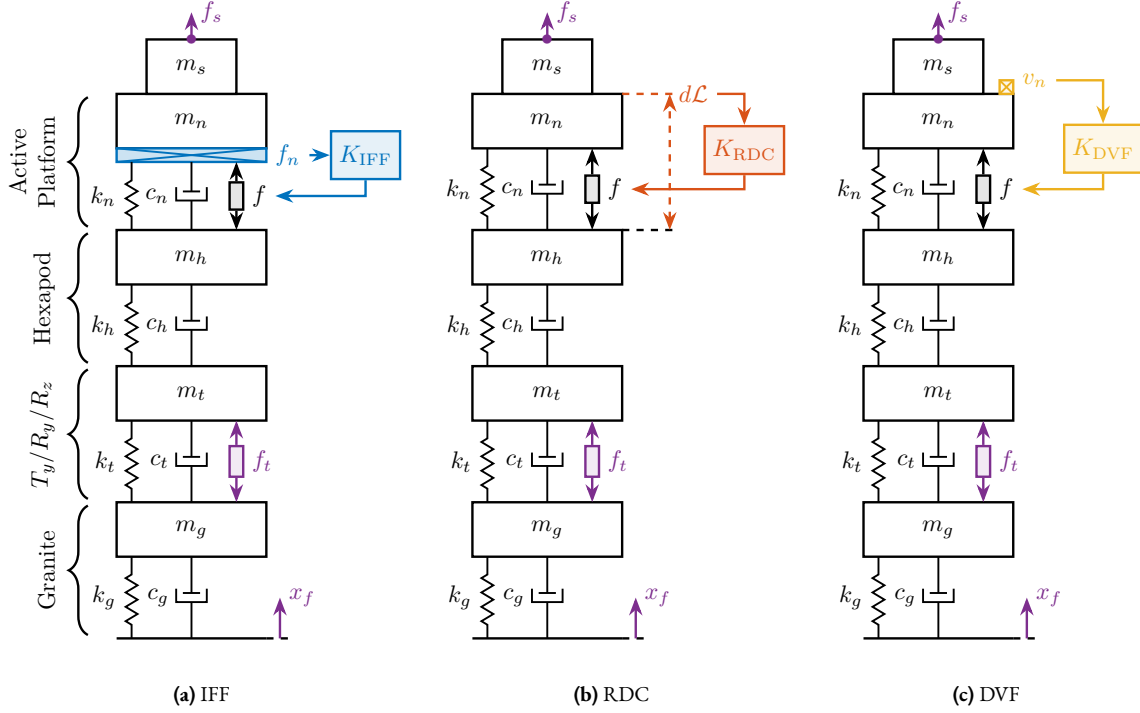 Active Platform
Hexapod
T_y/R_y/R_z
Granite
f_s
m_s
m_n
f_n
K_IFF
k_n
c_n
f
m_h
k_h
c_h
m_t
k_t
c_t
f_t
m_g
k_g
c_g
x_f
(a) IFF
f_s
m_s
m_n
dℒ
K_RDC
k_n
c_n
f
m_h
k_h
c_h
m_t
k_t
c_t
f_t
m_g
k_g
c_g
x_f
(b) RDC
f_s
m_s
v_n
m_n
K_DVF
k_n
c_n
f
m_h
k_h
c_h
m_t
k_t
c_t
f_t
m_g
k_g
c_g
x_f
(c) DVF